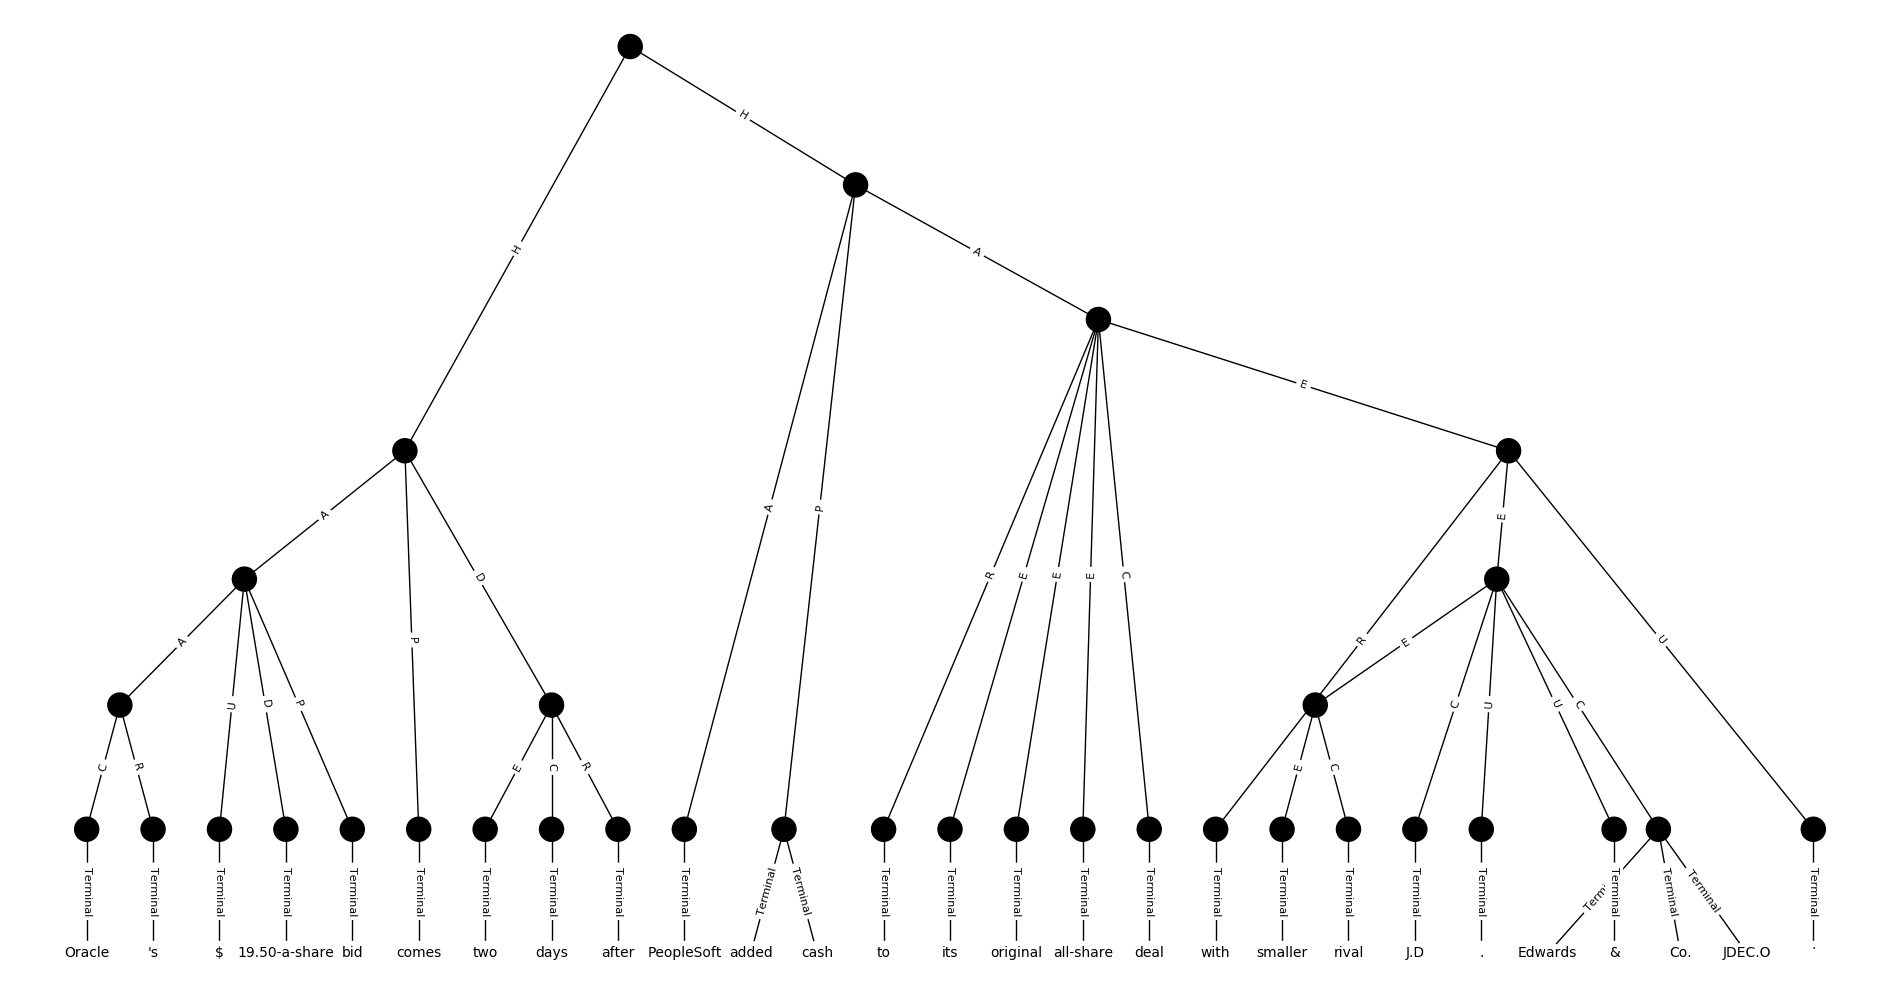 H
H
A
E
A
P
D
A
P
R
E
E
E
C
R
E
U
A
U
D
P
E
C
U
U
C
C
R
E
C
R
E
C
Terminal Terminal Terminal Terminal Terminal Terminal Terminal Terminal Terminal Terminal Terminal Terminal Terminal Terminal Terminal Terminal Terminal Terminal Terminal Terminal Terminal Terminal Terminal Terminal Terminal Terminal
Oracle 's $ 19.50-a-share bid comes two days after PeopleSoft added cash to its original all-share deal with smaller rival J.D . Edwards & Co. JDEC.O .